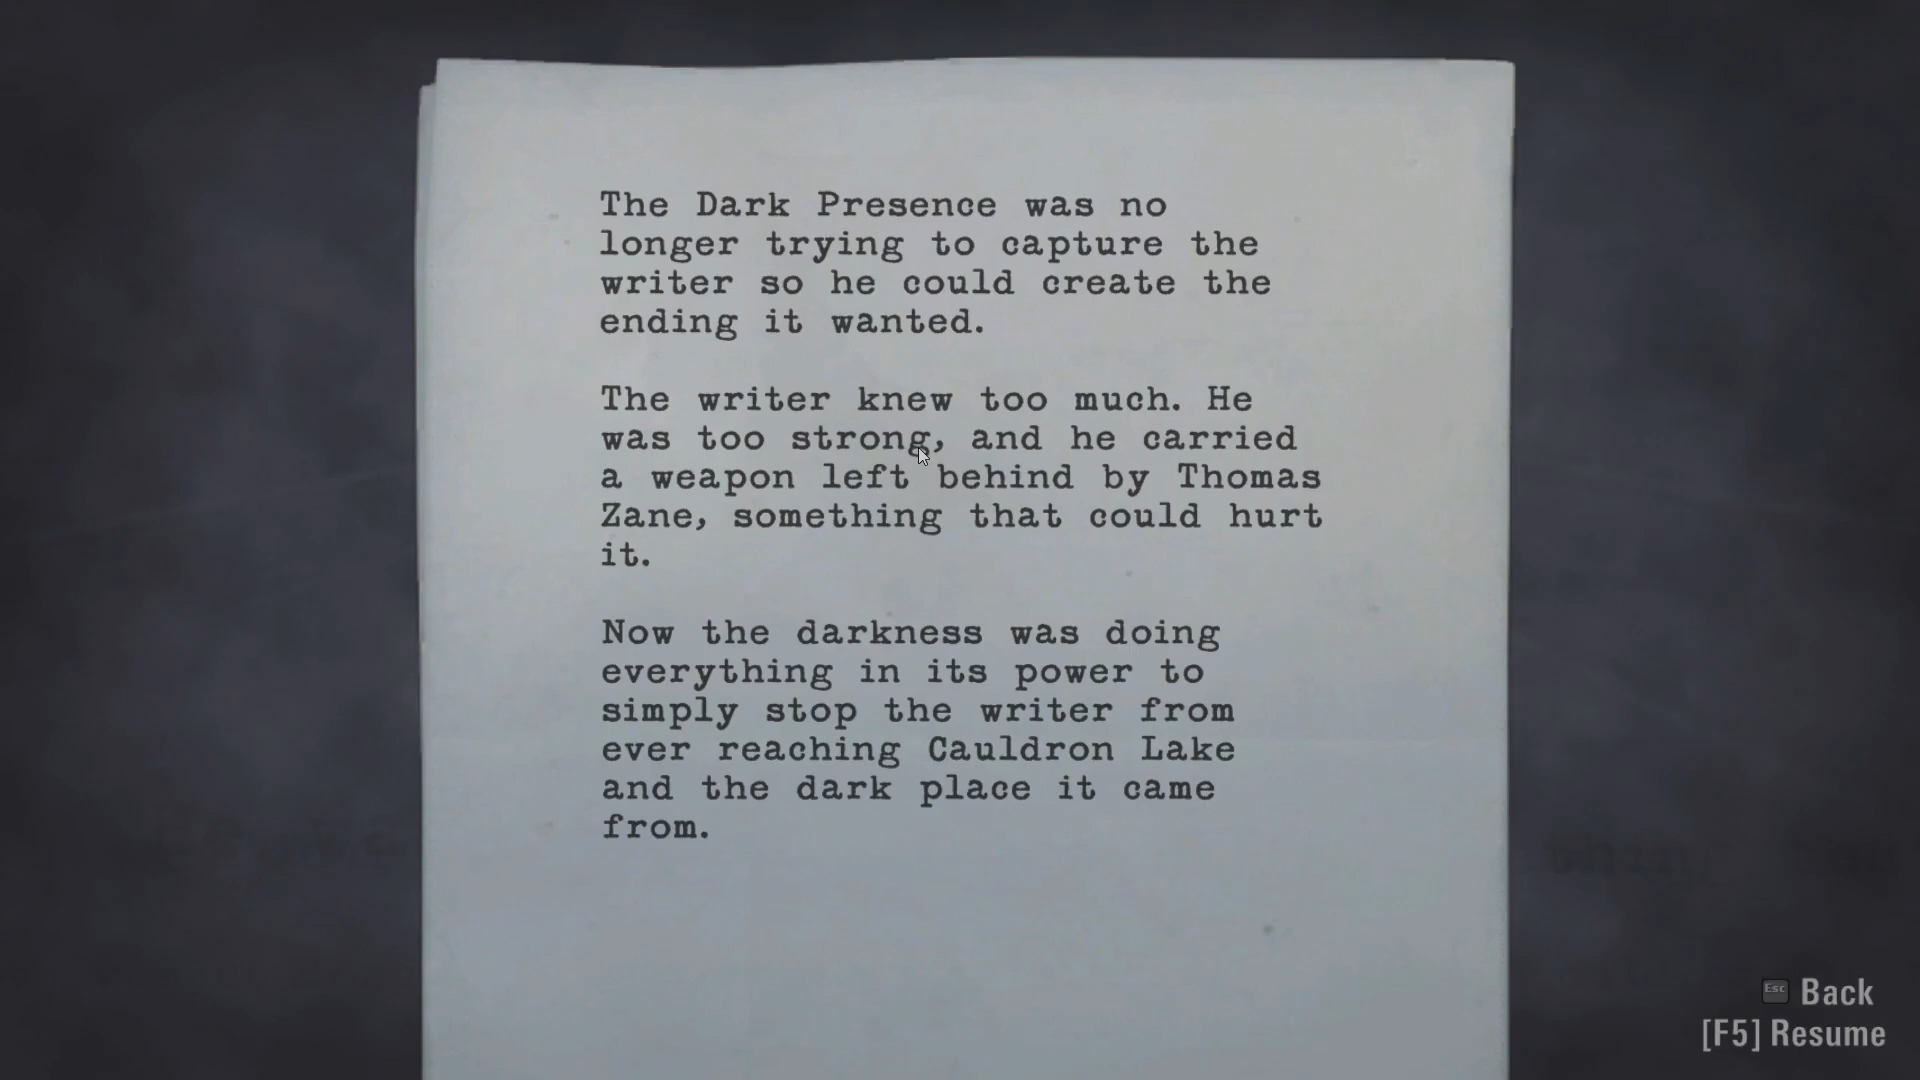 The Dark Presence was no
longer trying to capture the
writer so he could create the
ending it wanted.
The writer knew too much. He
was too strong, and he carried
a weapon left behind by Thomas
Zane, something that could hurt
it.
Now the darkness was doing
everything in its power to
simply stop the writer from
ever reaching Cauldron Lake
and the dark place it came
from.
Esc Back
[F5] Resume